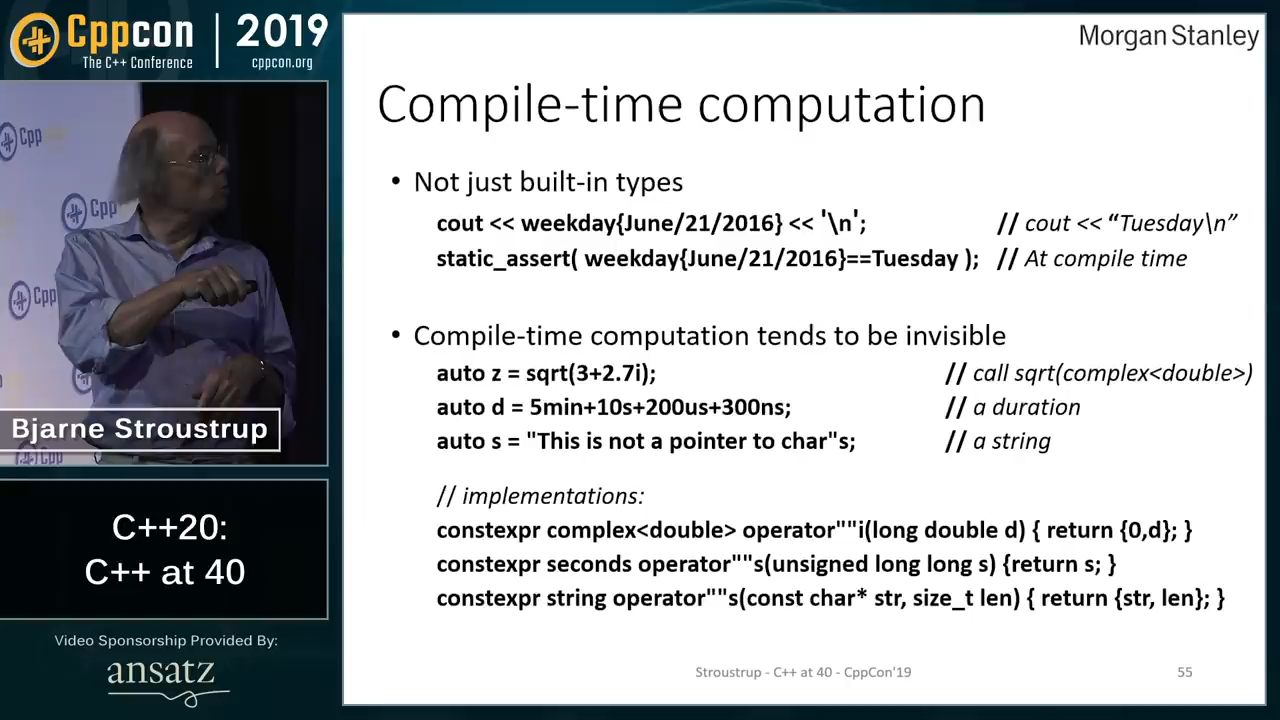 Cppcon | 2019
The C++ Conference cppcon.org
Morgan Stanley
Cpp
Cpp
Cpp
Cpp
Bjarne Stroustrup
C++20:
C++ at 40
Video Sponsorship Provided By:
ansatz
Compile-time computation
• Not just built-in types
cout << weekday{June/21/2016} << '\n'; // cout << “Tuesday\n”
static_assert( weekday{June/21/2016}==Tuesday ); // At compile time
• Compile-time computation tends to be invisible
auto z = sqrt(3+2.7i); // call sqrt(complex<double>)
auto d = 5min+10s+200us+300ns; // a duration
auto s = "This is not a pointer to char"s; // a string
// implementations:
constexpr complex<double> operator""i(long double d) { return {0,d}; }
constexpr seconds operator""s(unsigned long long s) {return s; }
constexpr string operator""s(const char* str, size_t len) { return {str, len}; }
Stroustrup - C++ at 40 - CppCon'19 55